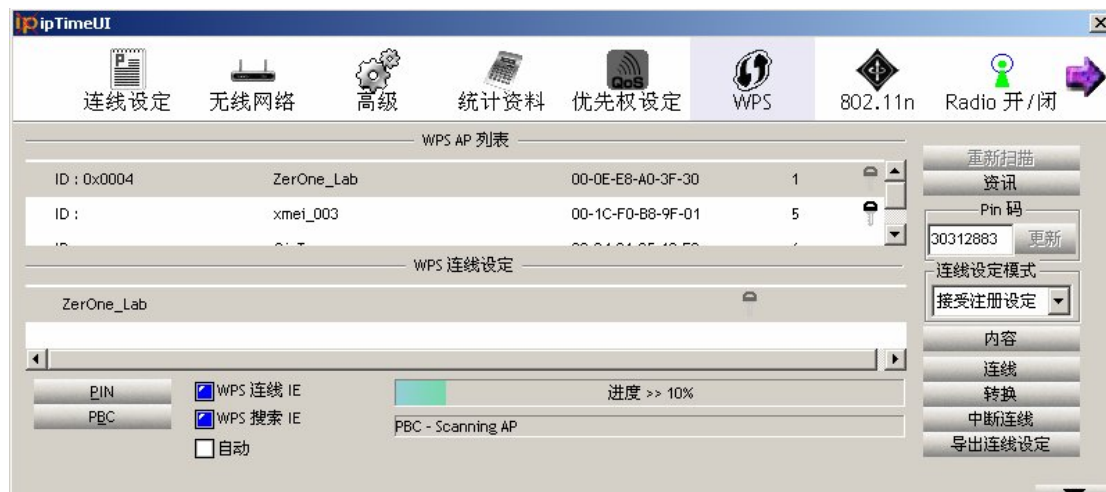 ipTimeUI
连线设定 无线网络 高级 统计资料 优先权设定 WPS 802.11n Radio 开/闭
QoS
WPS AP 列表
ID : 0x0004 ZerOne_Lab 00-0E-E8-A0-3F-30 1
ID : xmei_003 00-1C-F0-B8-9F-01 5
WPS 连线设定
ZerOne_Lab
PIN
PBC
WPS 连线 IE
WPS 搜索 IE
自动
进度 >> 10%
PBC - Scanning AP
重新扫描
资讯
Pin 码
30312883 更新
连线设定模式
接受注册设定
内容
连线
转换
中断连线
导出连线设定